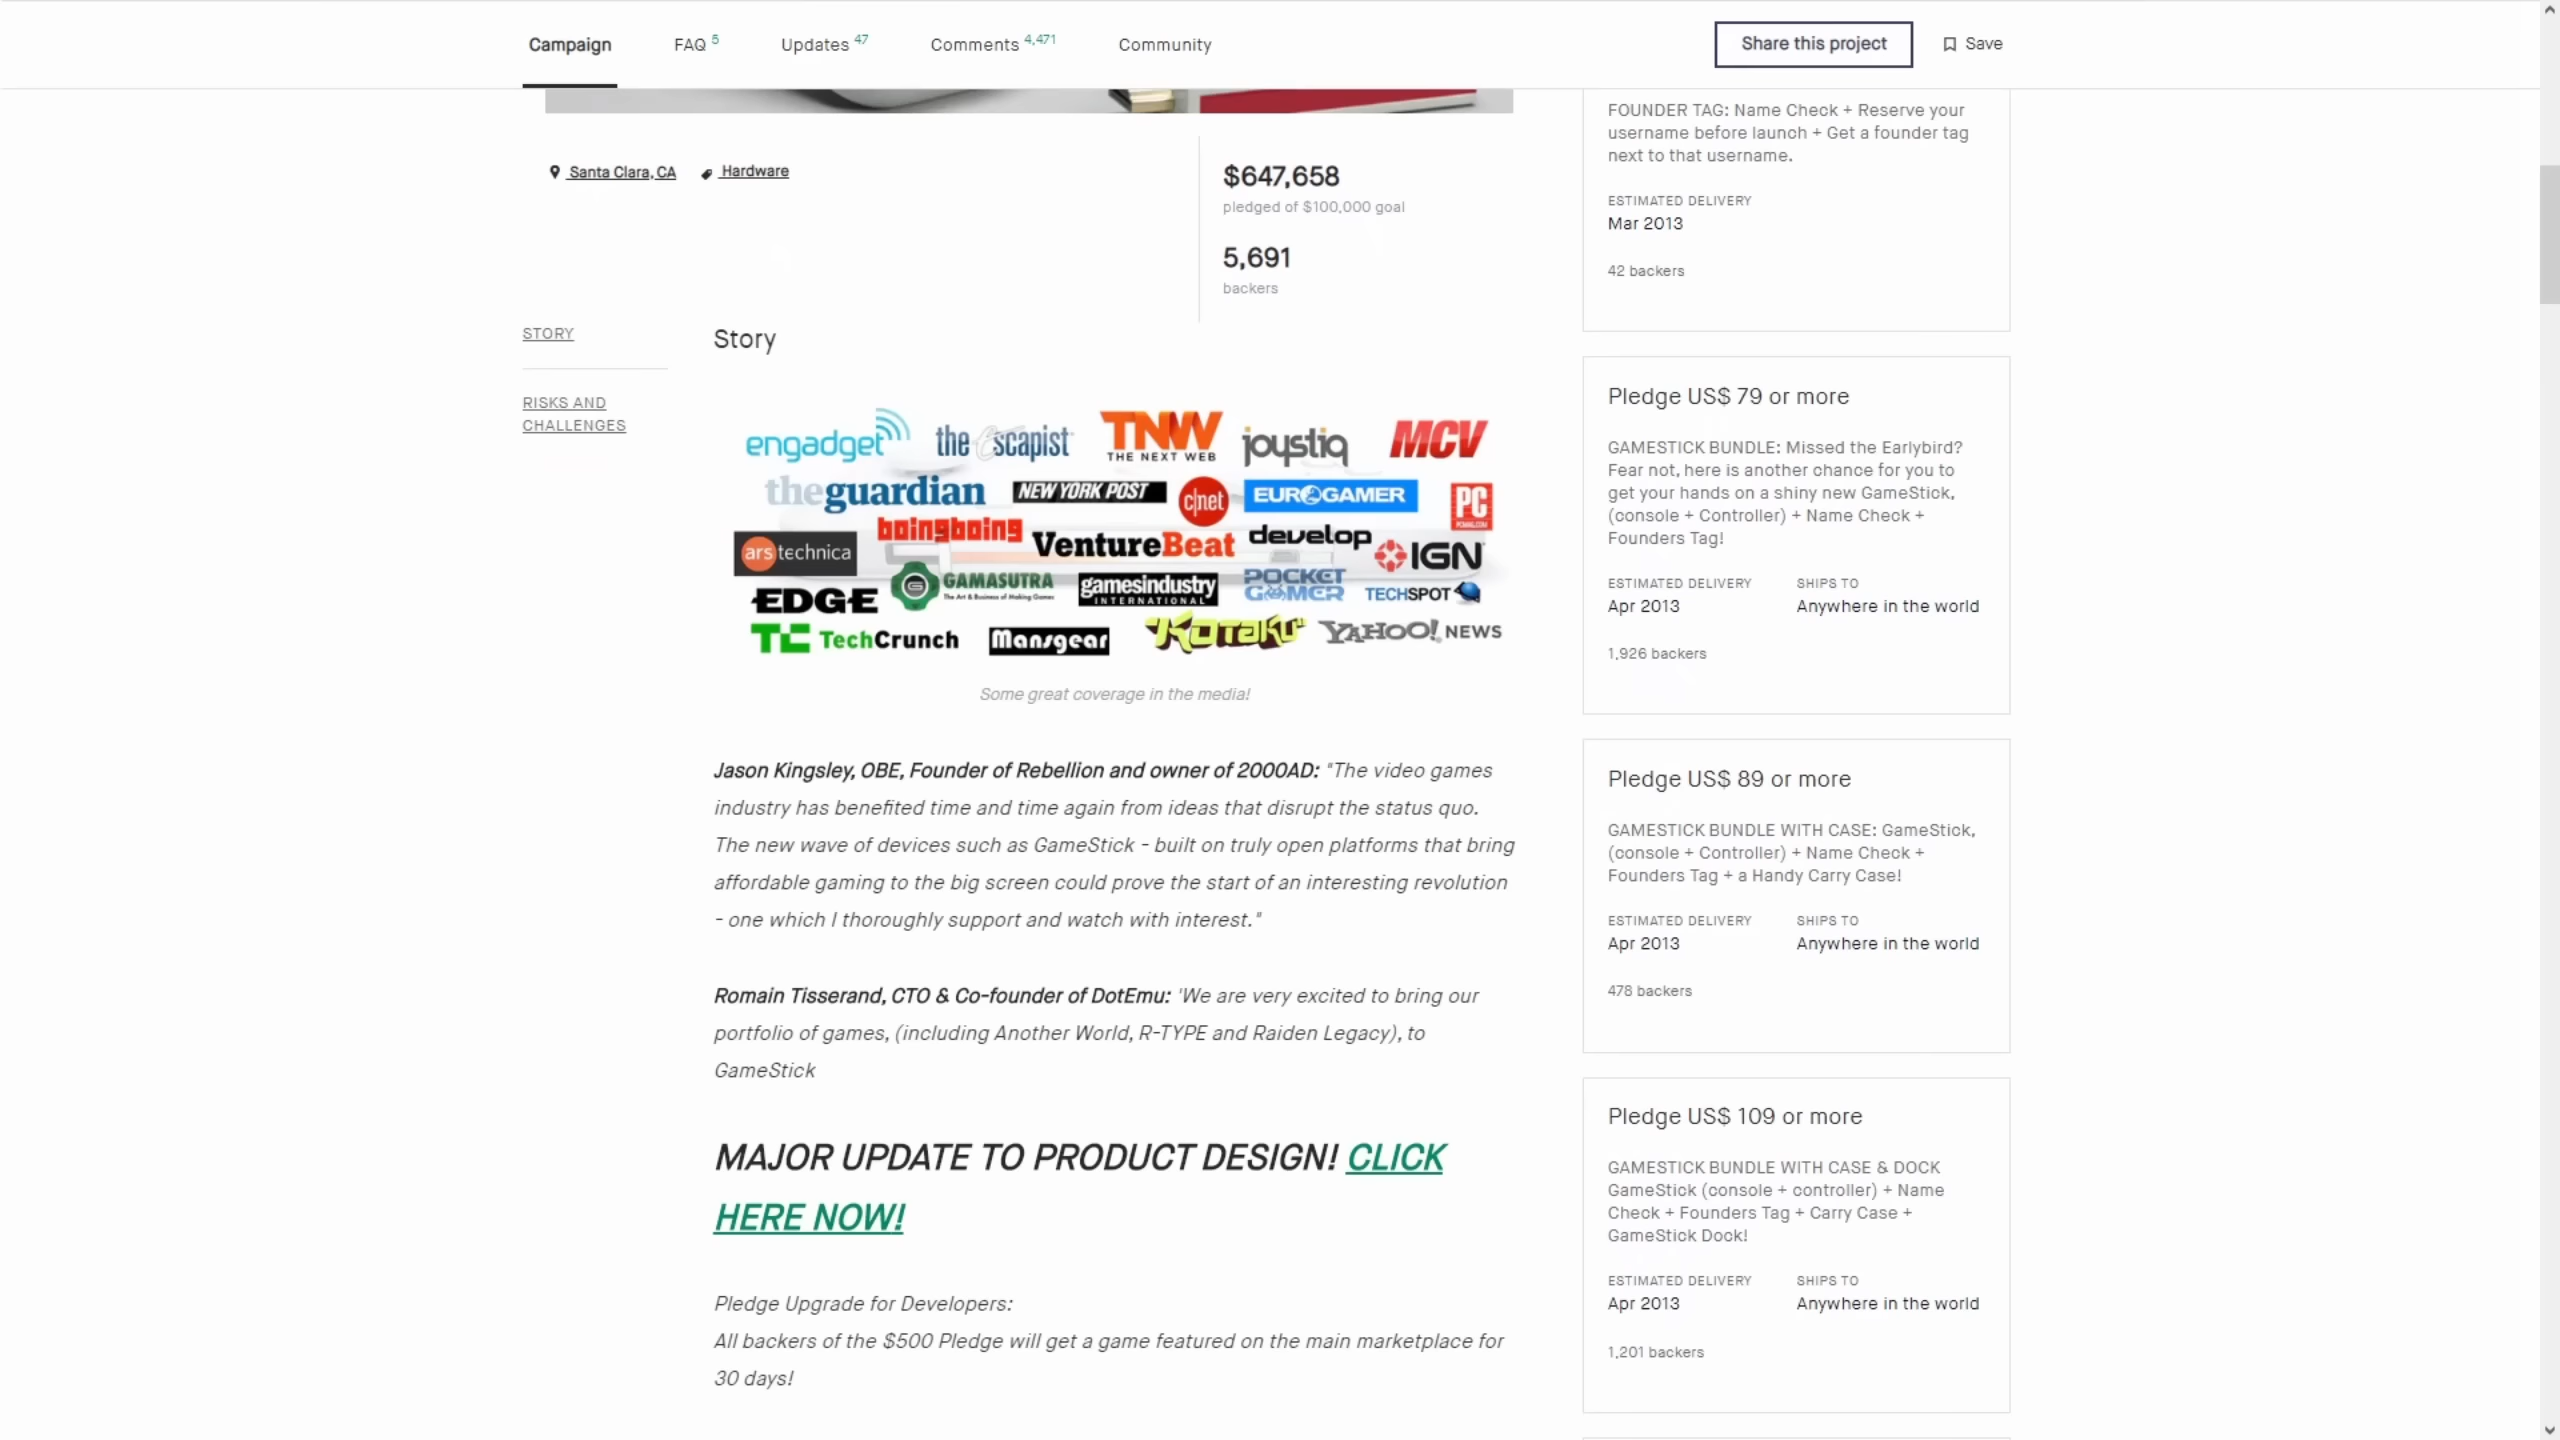 Campaign
FAQ 5
Updates 47
Comments 4,471
Community
Share this project
Save
Santa Clara, CA
Hardware
$647,658
pledged of $100,000 goal
5,691
backers
STORY
RISKS AND
CHALLENGES
Story
engadget
the escapist
TNW
THE NEXT WEB
joystiq
MCV
theguardian
NEW YORK POST
c|net
EUROGAMER
PC
PCMAG.COM
ars technica
boingboing
VentureBeat
develop
IGN
EDGE
G
GAMASUTRA
The Art & Business of Making Games
gamesindustry
INTERNATIONAL
POCKET
GAMER
TECHSPOT
TC TechCrunch
Mansgear
KOTAKU
YAHOO! NEWS
Some great coverage in the media!
Jason Kingsley, OBE, Founder of Rebellion and owner of 2000AD: "The video games
industry has benefited time and time again from ideas that disrupt the status quo.
The new wave of devices such as GameStick - built on truly open platforms that bring
affordable gaming to the big screen could prove the start of an interesting revolution
- one which I thoroughly support and watch with interest."
Romain Tisserand, CTO & Co-founder of DotEmu: 'We are very excited to bring our
portfolio of games, (including Another World, R-TYPE and Raiden Legacy), to
GameStick
MAJOR UPDATE TO PRODUCT DESIGN! CLICK
HERE NOW!
Pledge Upgrade for Developers:
All backers of the $500 Pledge will get a game featured on the main marketplace for
30 days!
FOUNDER TAG: Name Check + Reserve your
username before launch + Get a founder tag
next to that username.
ESTIMATED DELIVERY
Mar 2013
42 backers
Pledge US$ 79 or more
GAMESTICK BUNDLE: Missed the Earlybird?
Fear not, here is another chance for you to
get your hands on a shiny new GameStick,
(console + Controller) + Name Check +
Founders Tag!
ESTIMATED DELIVERY
Apr 2013
SHIPS TO
Anywhere in the world
1,926 backers
Pledge US$ 89 or more
GAMESTICK BUNDLE WITH CASE: GameStick,
(console + Controller) + Name Check +
Founders Tag + a Handy Carry Case!
ESTIMATED DELIVERY
Apr 2013
SHIPS TO
Anywhere in the world
478 backers
Pledge US$ 109 or more
GAMESTICK BUNDLE WITH CASE & DOCK
GameStick (console + controller) + Name
Check + Founders Tag + Carry Case +
GameStick Dock!
ESTIMATED DELIVERY
Apr 2013
SHIPS TO
Anywhere in the world
1,201 backers